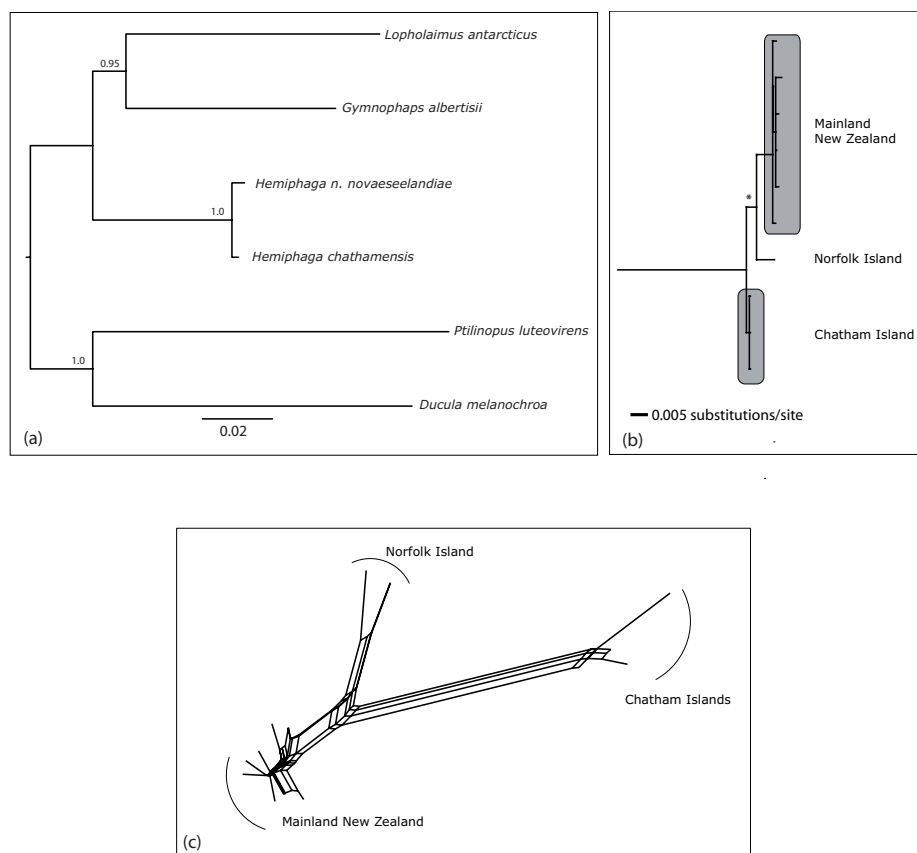 0.95
Lopholaimus antarcticus
Gymnophaps albertisii
Hemiphaga n. novaeseelandiae
1.0
Hemiphaga chathamensis
Ptilinopus luteovirens
1.0
Ducula melanochroa
0.02
(a)
Mainland
New Zealand
*
Norfolk Island
Chatham Island
0.005 substitutions/site
(b)
Norfolk Island
Chatham Islands
Mainland New Zealand
(c)